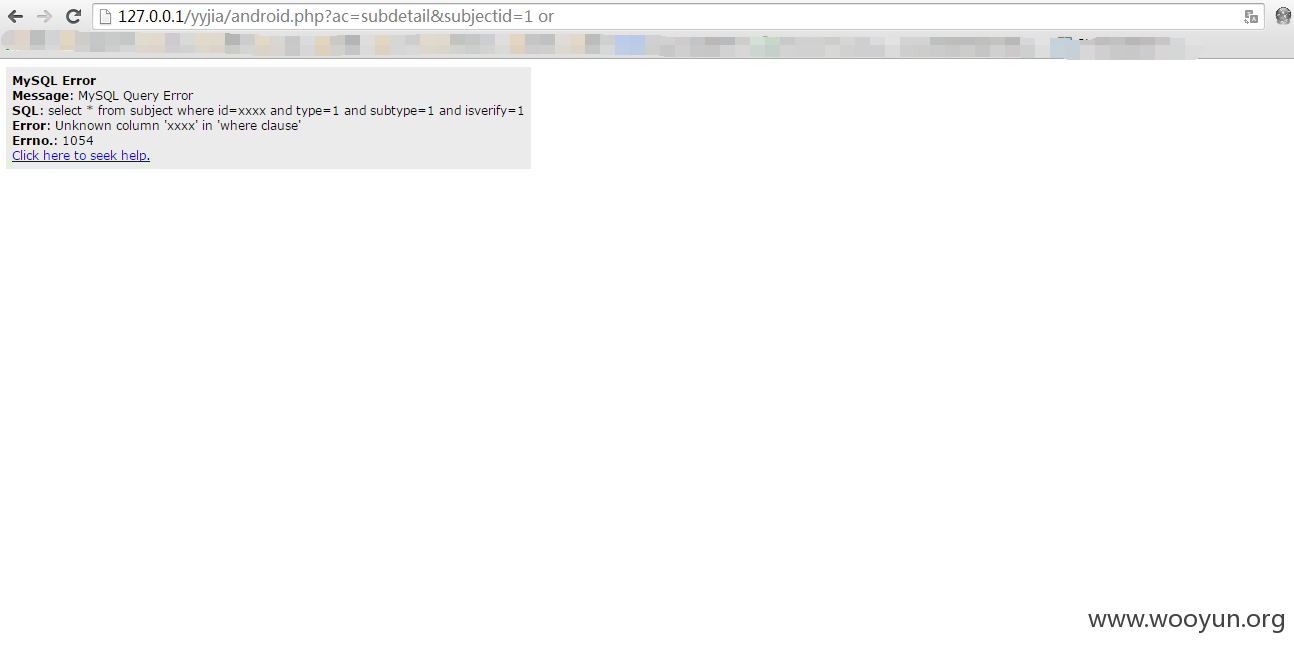 127.0.0.1/yyjia/android.php?ac=subdetail&subjectid=1 or
MySQL Error
Message: MySQL Query Error
SQL: select * from subject where id=xxxx and type=1 and subtype=1 and isverify=1
Error: Unknown column 'xxxx' in 'where clause'
Errno.: 1054
Click here to seek help.
www.wooyun.org